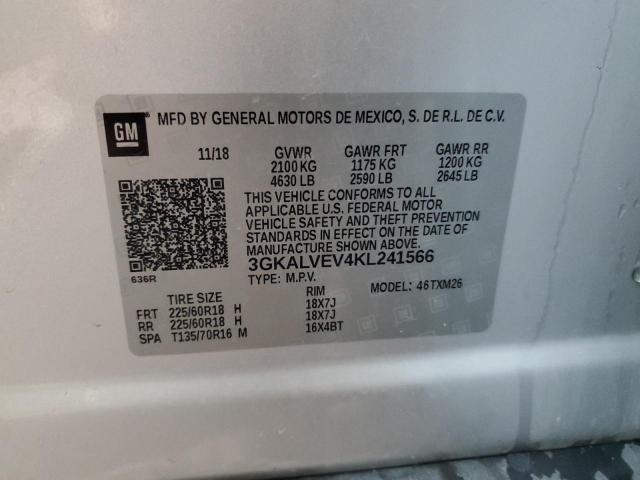 GM
MFD BY GENERAL MOTORS DE MEXICO, S. DE R.L. DE C.V.
11/18 GVWR GAWR FRT GAWR RR
2100 KG 1175 KG 1200 KG
4630 LB 2590 LB 2645 LB
THIS VEHICLE CONFORMS TO ALL
APPLICABLE U.S. FEDERAL MOTOR
VEHICLE SAFETY AND THEFT PREVENTION
STANDARDS IN EFFECT ON THE DATE OF
MANUFACTURE SHOWN ABOVE.
3GKALVEV4KL241566
636R TYPE: M.P.V. MODEL: 46TXM26
TIRE SIZE RIM
FRT 225/60R18 H 18X7J
RR 225/60R18 H 18X7J
SPA T135/70R16 M 16X4BT